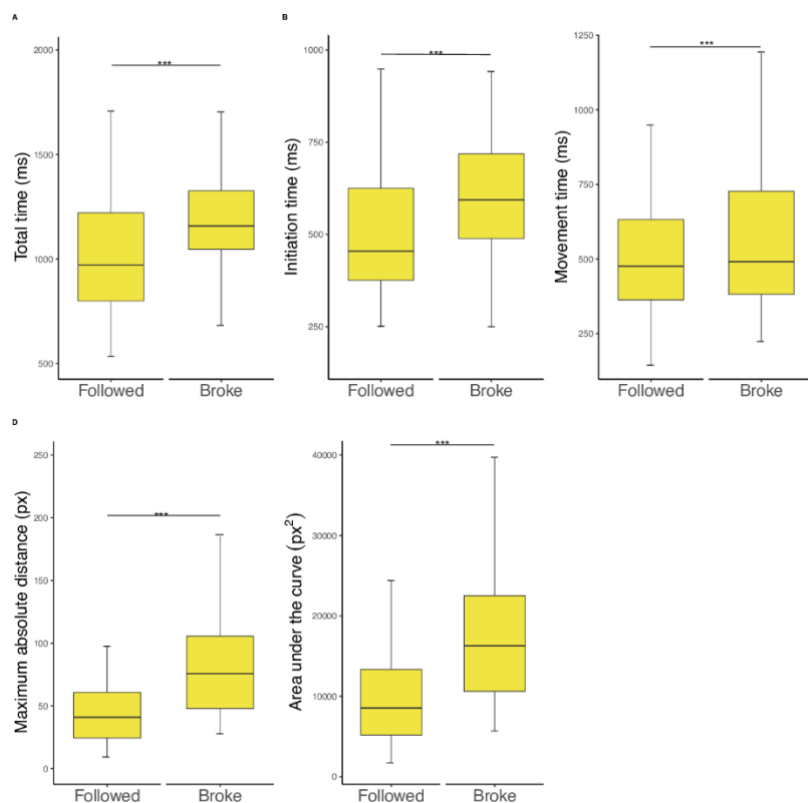 A
Total time (ms)
2000
1500
1000
500
***
Followed
Broke
B
Initiation time (ms)
1000
750
500
250
***
Followed
Broke
Movement time (ms)
1250
1000
750
500
250
***
Followed
Broke
D
Maximum absolute distance (px)
250
200
150
100
50
0
***
Followed
Broke
Area under the curve (px²)
40000
30000
20000
10000
0
***
Followed
Broke